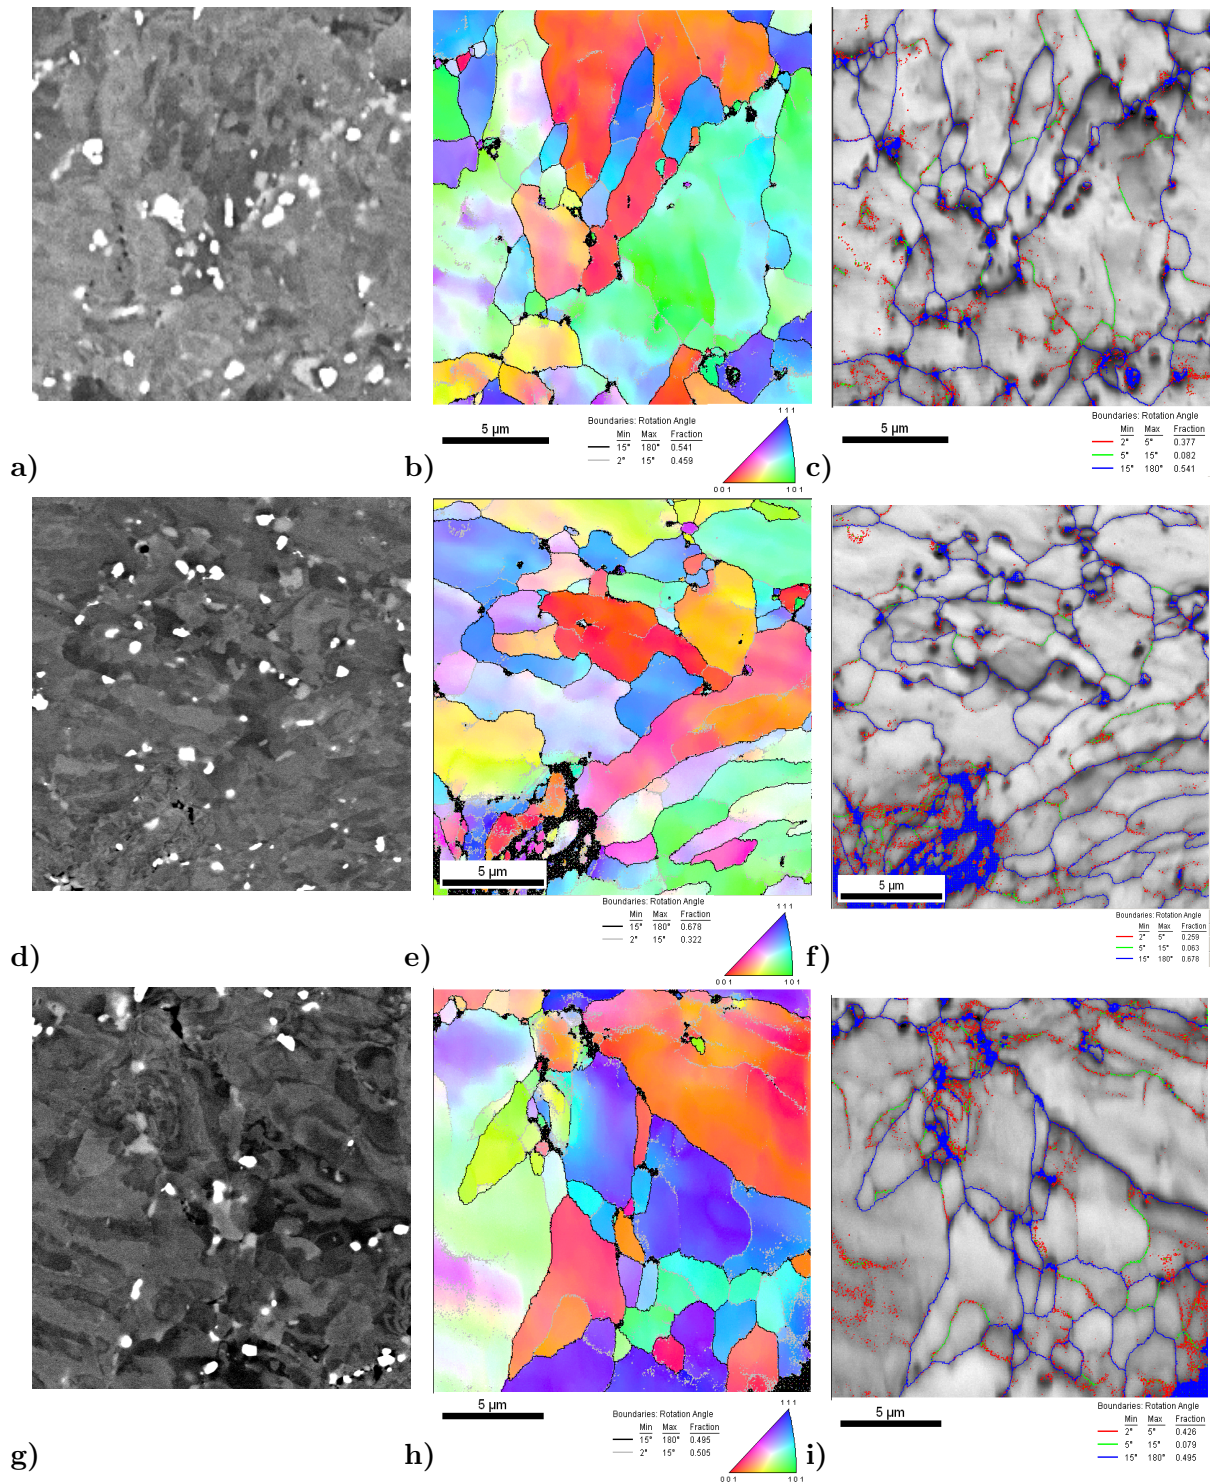 111
5 µm
Boundaries: Rotation Angle
Min Max Fraction
15° 180° 0.541
2° 15° 0.459
001 101
5 µm
Boundaries: Rotation Angle
Min Max Fraction
2° 5° 0.377
5° 15° 0.082
15° 180° 0.541
a) b) c)
5 µm
Boundaries: Rotation Angle
Min Max Fraction
15° 180° 0.678
2° 15° 0.322
111
001 101
5 µm
Boundaries: Rotation Angle
Min Max Fraction
2° 5° 0.259
5° 15° 0.063
15° 180° 0.678
d) e) f)
5 µm
Boundaries: Rotation Angle
Min Max Fraction
15° 180° 0.495
2° 15° 0.505
111
001 101
5 µm
Boundaries: Rotation Angle
Min Max Fraction
2° 5° 0.426
5° 15° 0.079
15° 180° 0.495
g) h) i)